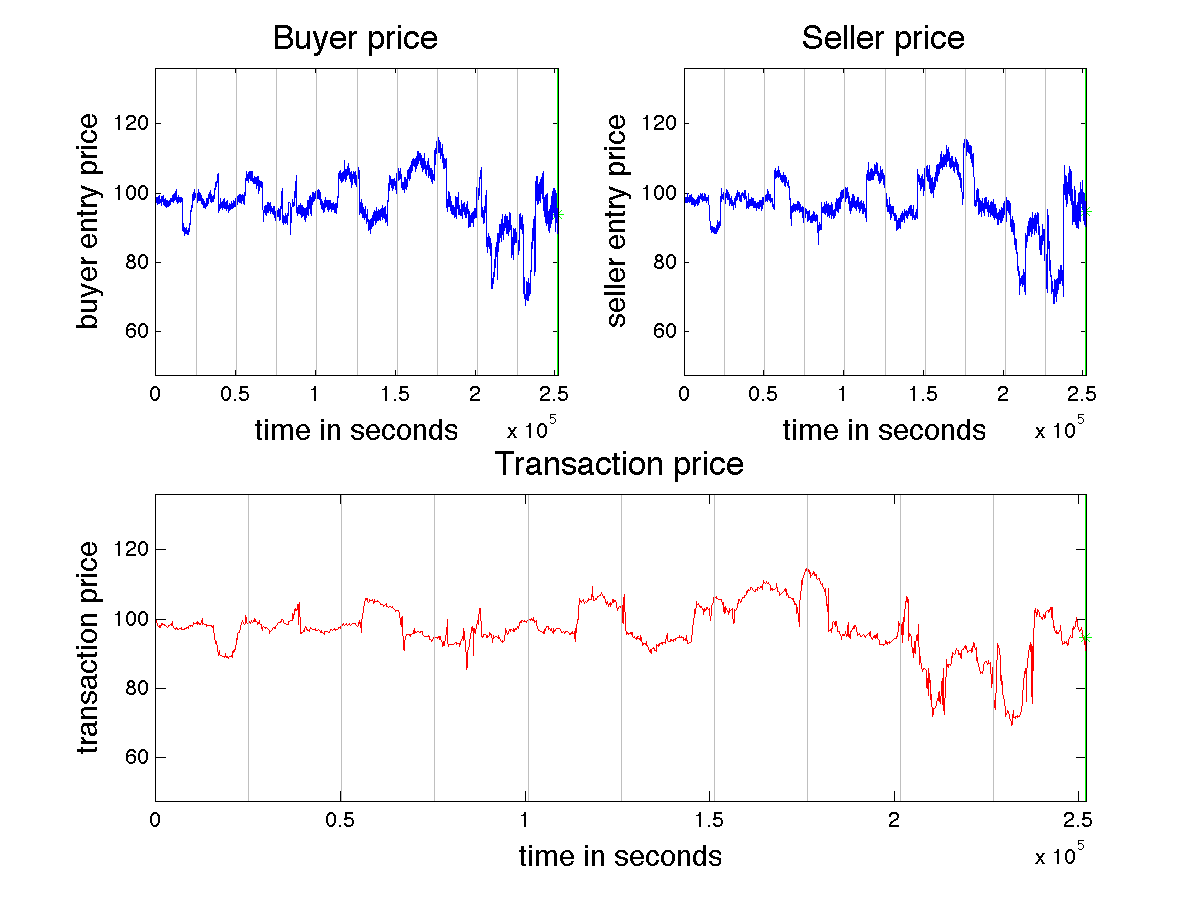 Buyer price
buyer entry price
120
100
80
60
0 0.5 1 1.5 2 2.5
x 10^5
time in seconds
Seller price
seller entry price
120
100
80
60
0 0.5 1 1.5 2 2.5
x 10^5
time in seconds
Transaction price
transaction price
120
100
80
60
0 0.5 1 1.5 2 2.5
x 10^5
time in seconds